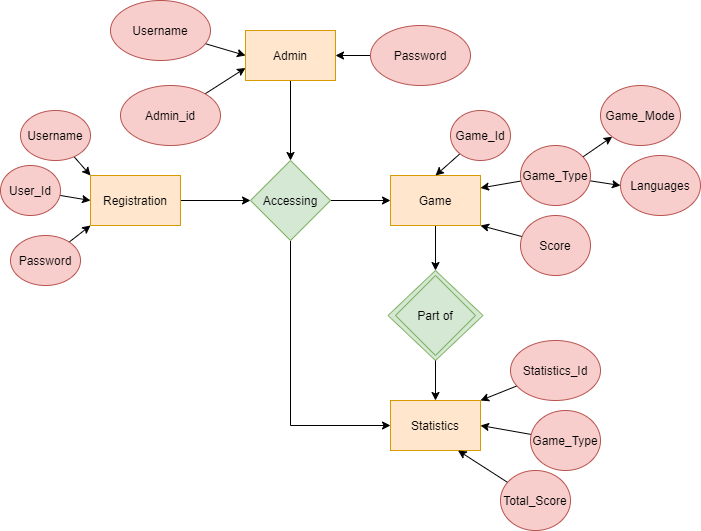 Username
Admin
Password
Admin_id
Game_Mode
Username
Game_Id
Game_Type
Languages
User_Id
Registration
Accessing
Game
Score
Password
Part of
Statistics_Id
Statistics
Game_Type
Total_Score